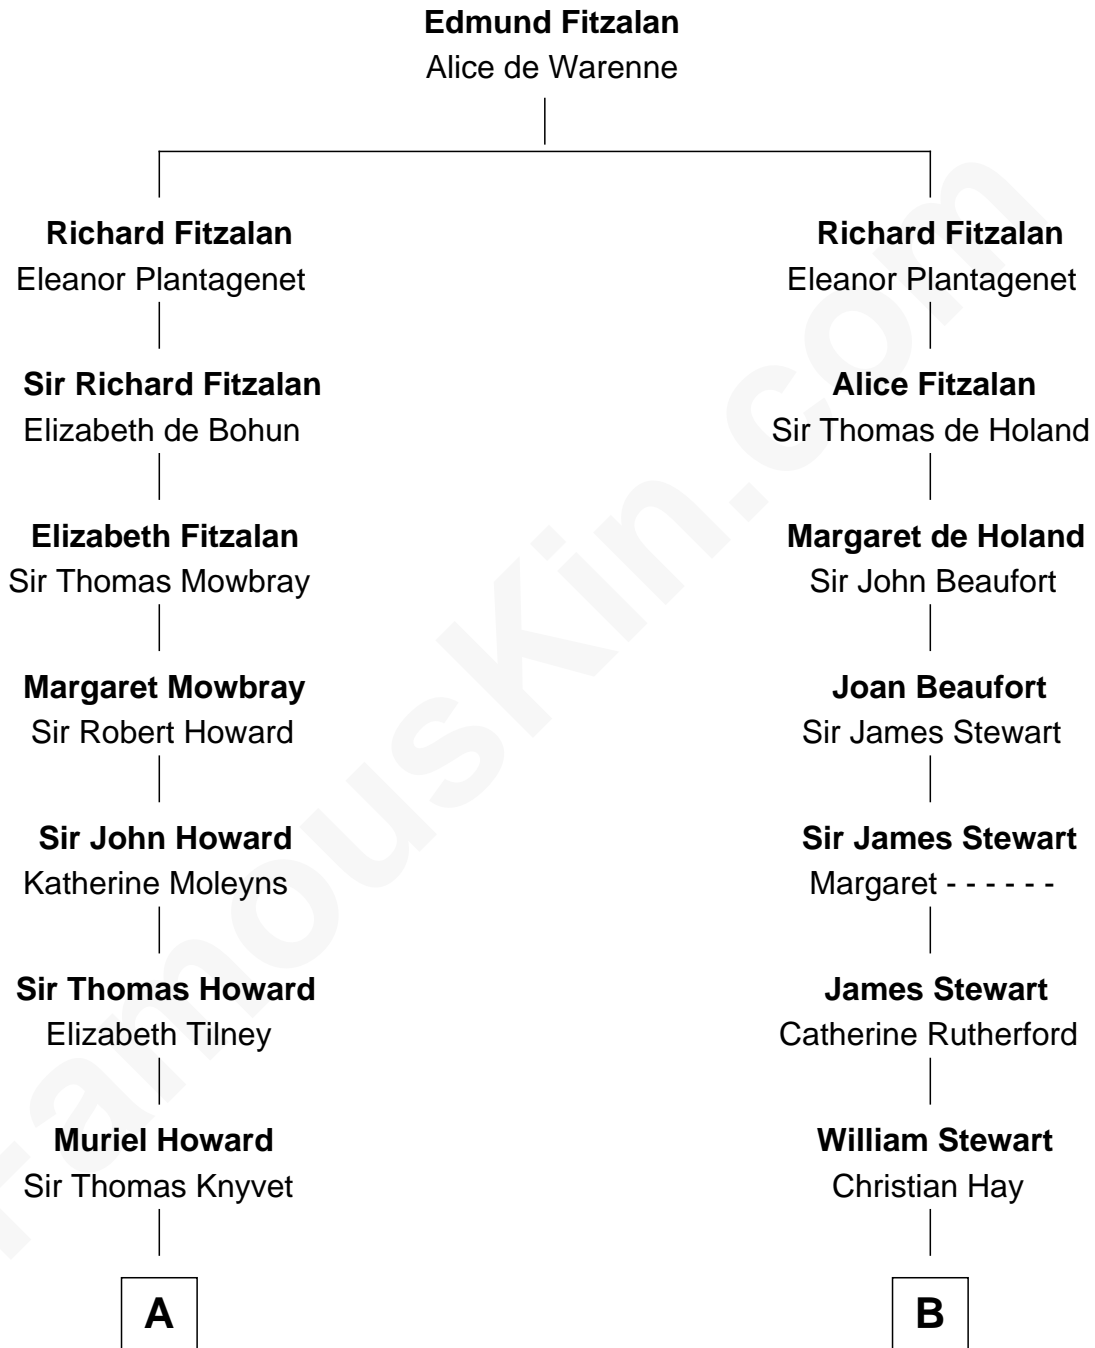 Edmund Fitzalan
Alice de Warenne
Richard Fitzalan
Eleanor Plantagenet
Sir Richard Fitzalan
Elizabeth de Bohun
Elizabeth Fitzalan
Sir Thomas Mowbray
Margaret Mowbray
Sir Robert Howard
Sir John Howard
Katherine Moleyns
Sir Thomas Howard
Elizabeth Tilney
Muriel Howard
Sir Thomas Knyvet
A
Richard Fitzalan
Eleanor Plantagenet
Alice Fitzalan
Sir Thomas de Holand
Margaret de Holand
Sir John Beaufort
Joan Beaufort
Sir James Stewart
Sir James Stewart
Margaret - - - - - -
James Stewart
Catherine Rutherford
William Stewart
Christian Hay
B
FamousKin.com